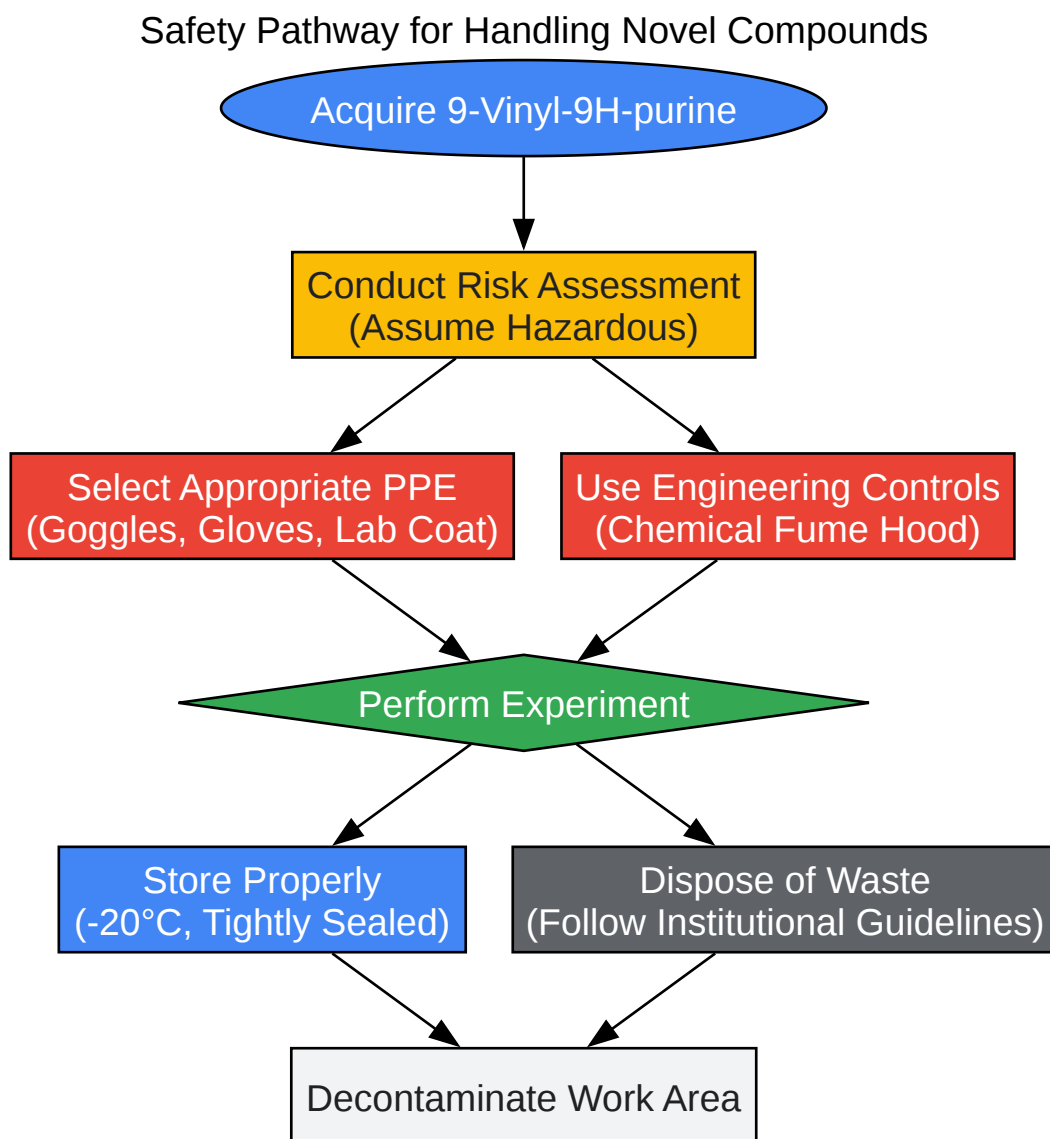 Safety Pathway for Handling Novel Compounds
Acquire 9-Vinyl-9H-purine
Conduct Risk Assessment
(Assume Hazardous)
Select Appropriate PPE
(Goggles, Gloves, Lab Coat)
Use Engineering Controls
(Chemical Fume Hood)
Perform Experiment
Store Properly
(-20°C, Tightly Sealed)
Dispose of Waste
(Follow Institutional Guidelines)
Decontaminate Work Area